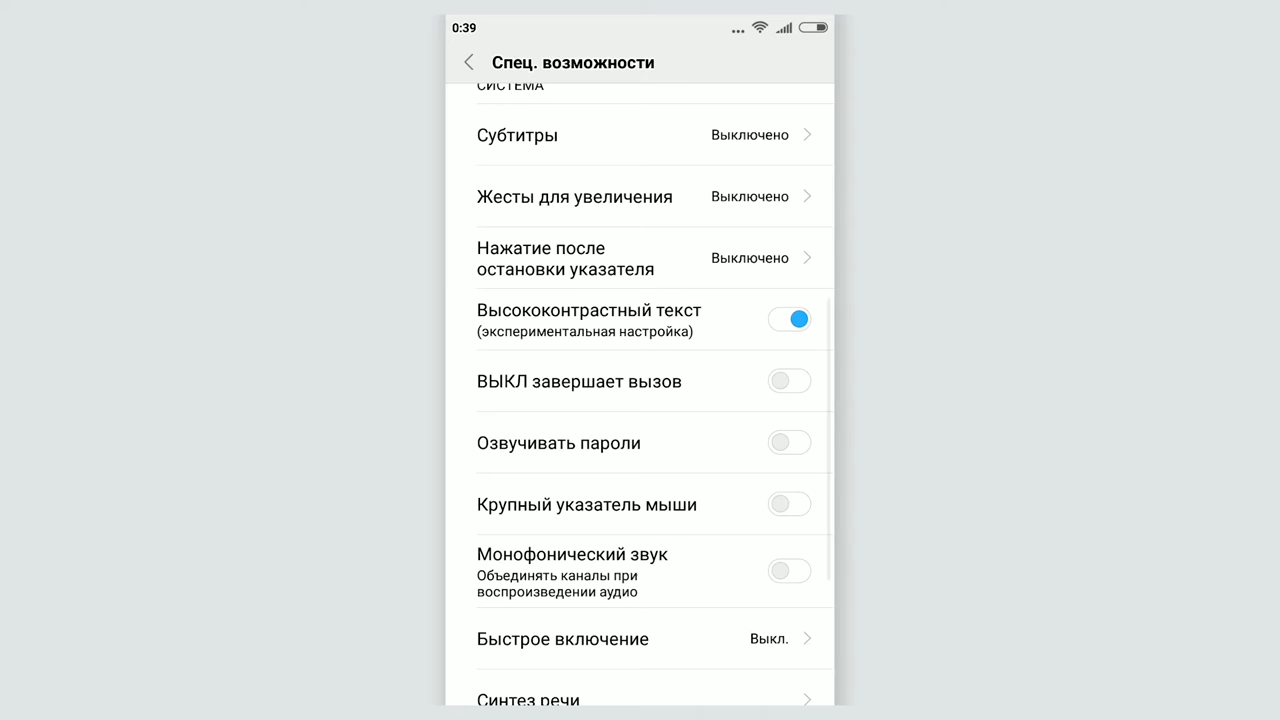 0:39
Спец. возможности
СИСТЕМА
Субтитры Выключено
Жесты для увеличения Выключено
Нажатие после
остановки указателя Выключено
Высококонтрастный текст
(экспериментальная настройка)
ВЫКЛ завершает вызов
Озвучивать пароли
Крупный указатель мыши
Монофонический звук
Объединять каналы при
воспроизведении аудио
Быстрое включение Выкл.
Синтез речи